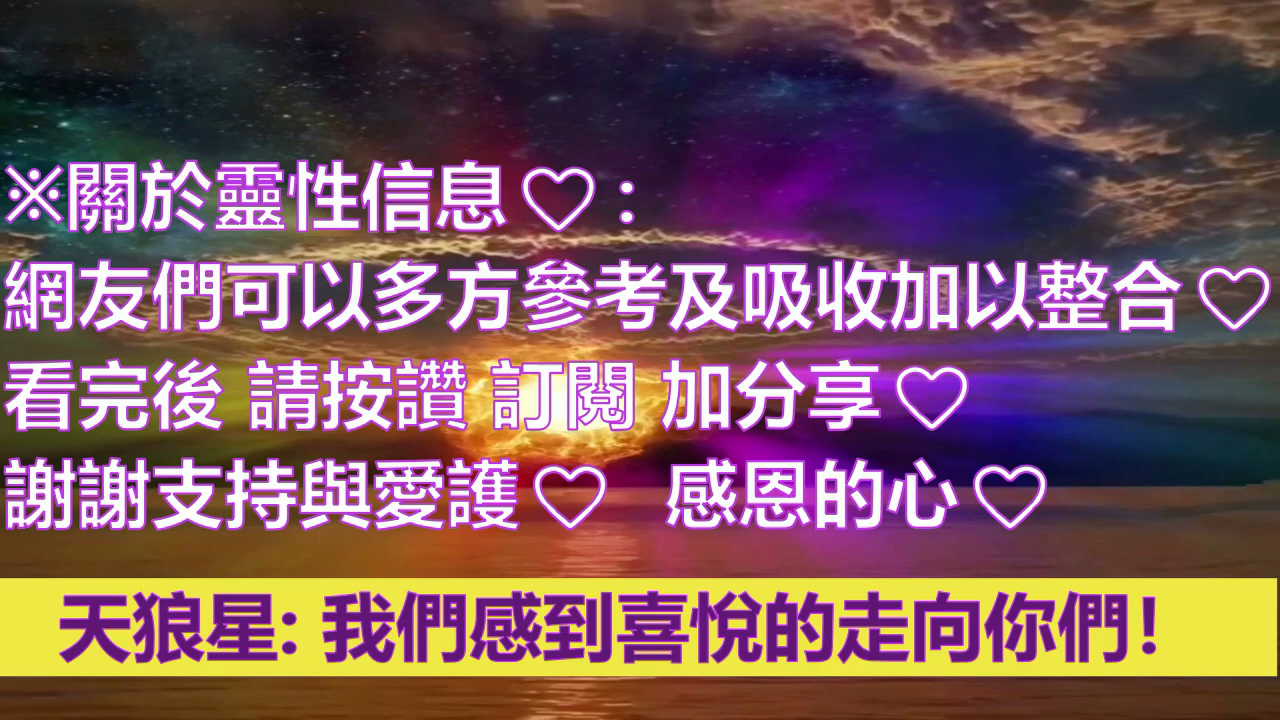 ※關於靈性信息♡:
網友們可以多方參考及吸收加以整合♡
看完後 請按讚 訂閱 加分享♡
謝謝支持與愛護♡ 感恩的心♡
天狼星: 我們感到喜悅的走向你們!